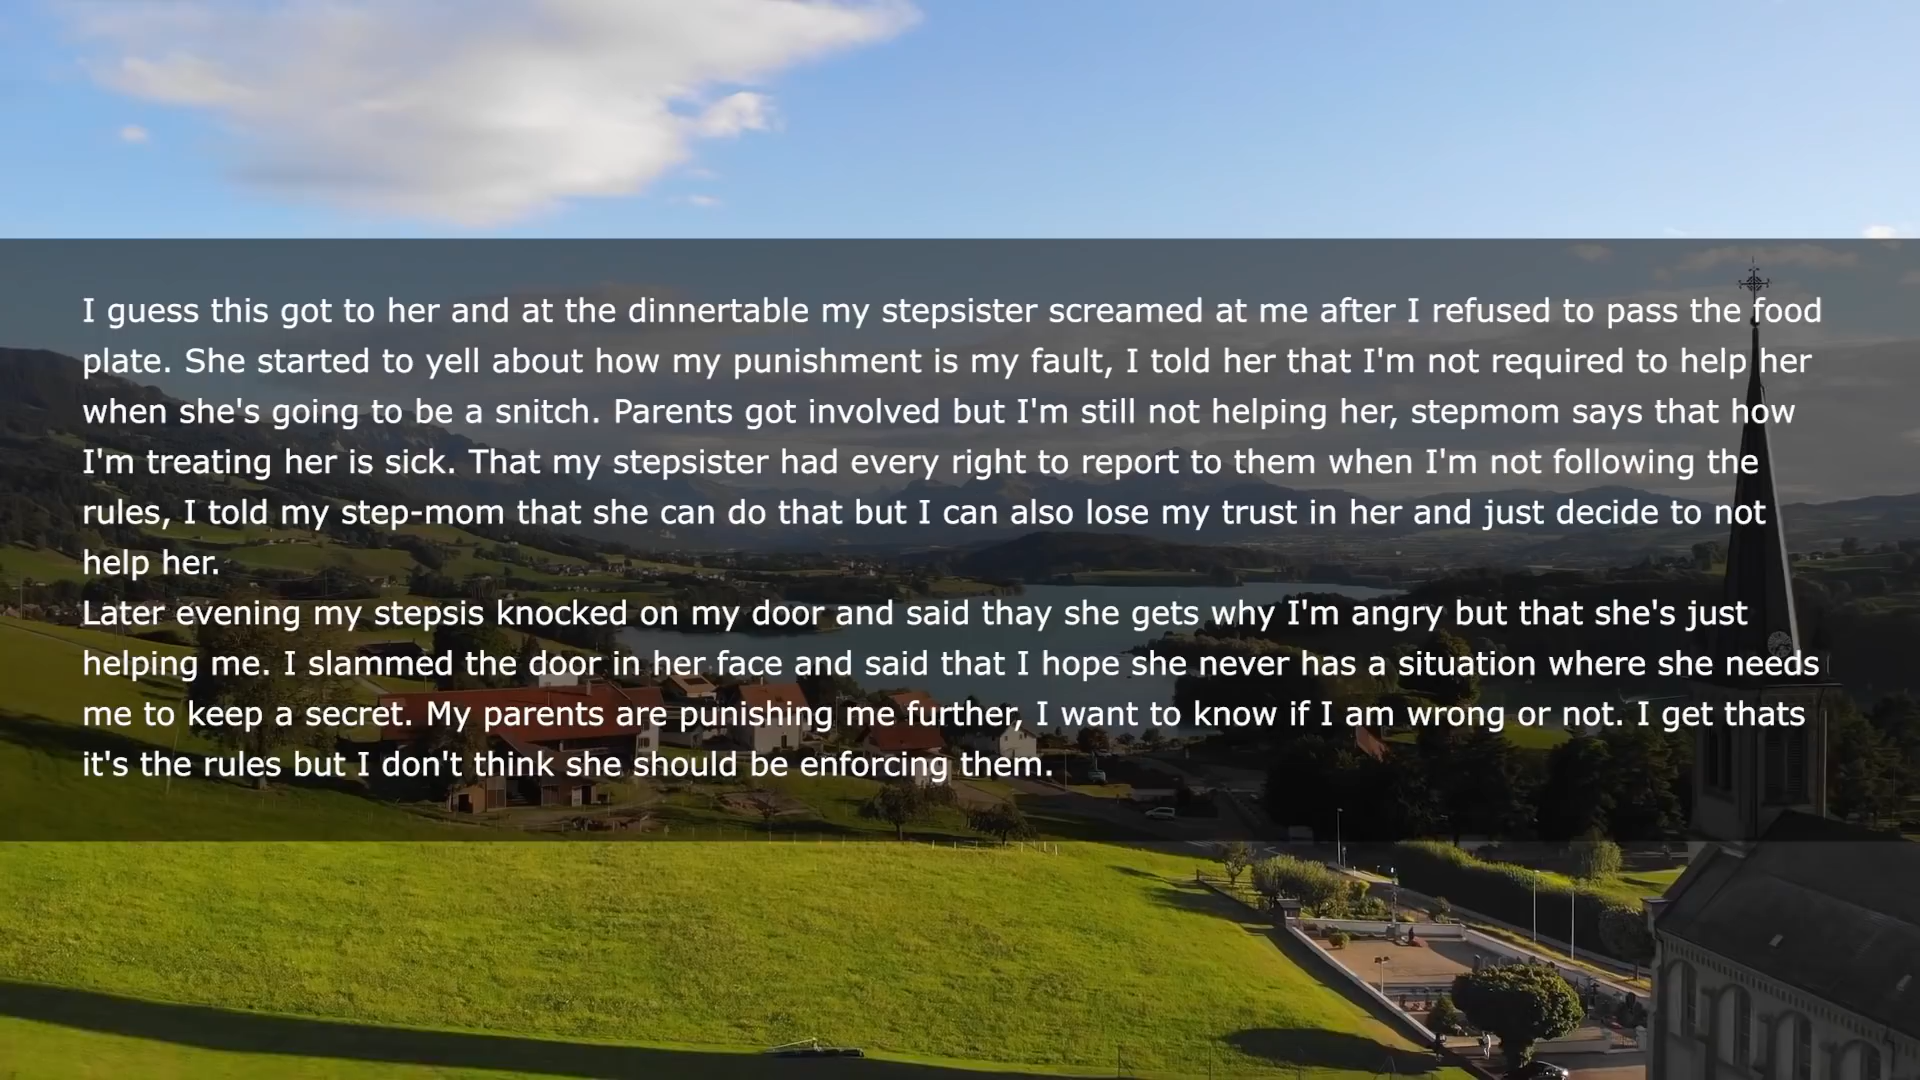 I guess this got to her and at the dinnertable my stepsister screamed at me after I refused to pass the food
plate. She started to yell about how my punishment is my fault, I told her that I'm not required to help her
when she's going to be a snitch. Parents got involved but I'm still not helping her, stepmom says that how
I'm treating her is sick. That my stepsister had every right to report to them when I'm not following the
rules, I told my step-mom that she can do that but I can also lose my trust in her and just decide to not
help her.
Later evening my stepsis knocked on my door and said thay she gets why I'm angry but that she's just
helping me. I slammed the door in her face and said that I hope she never has a situation where she needs
me to keep a secret. My parents are punishing me further, I want to know if I am wrong or not. I get thats
it's the rules but I don't think she should be enforcing them.